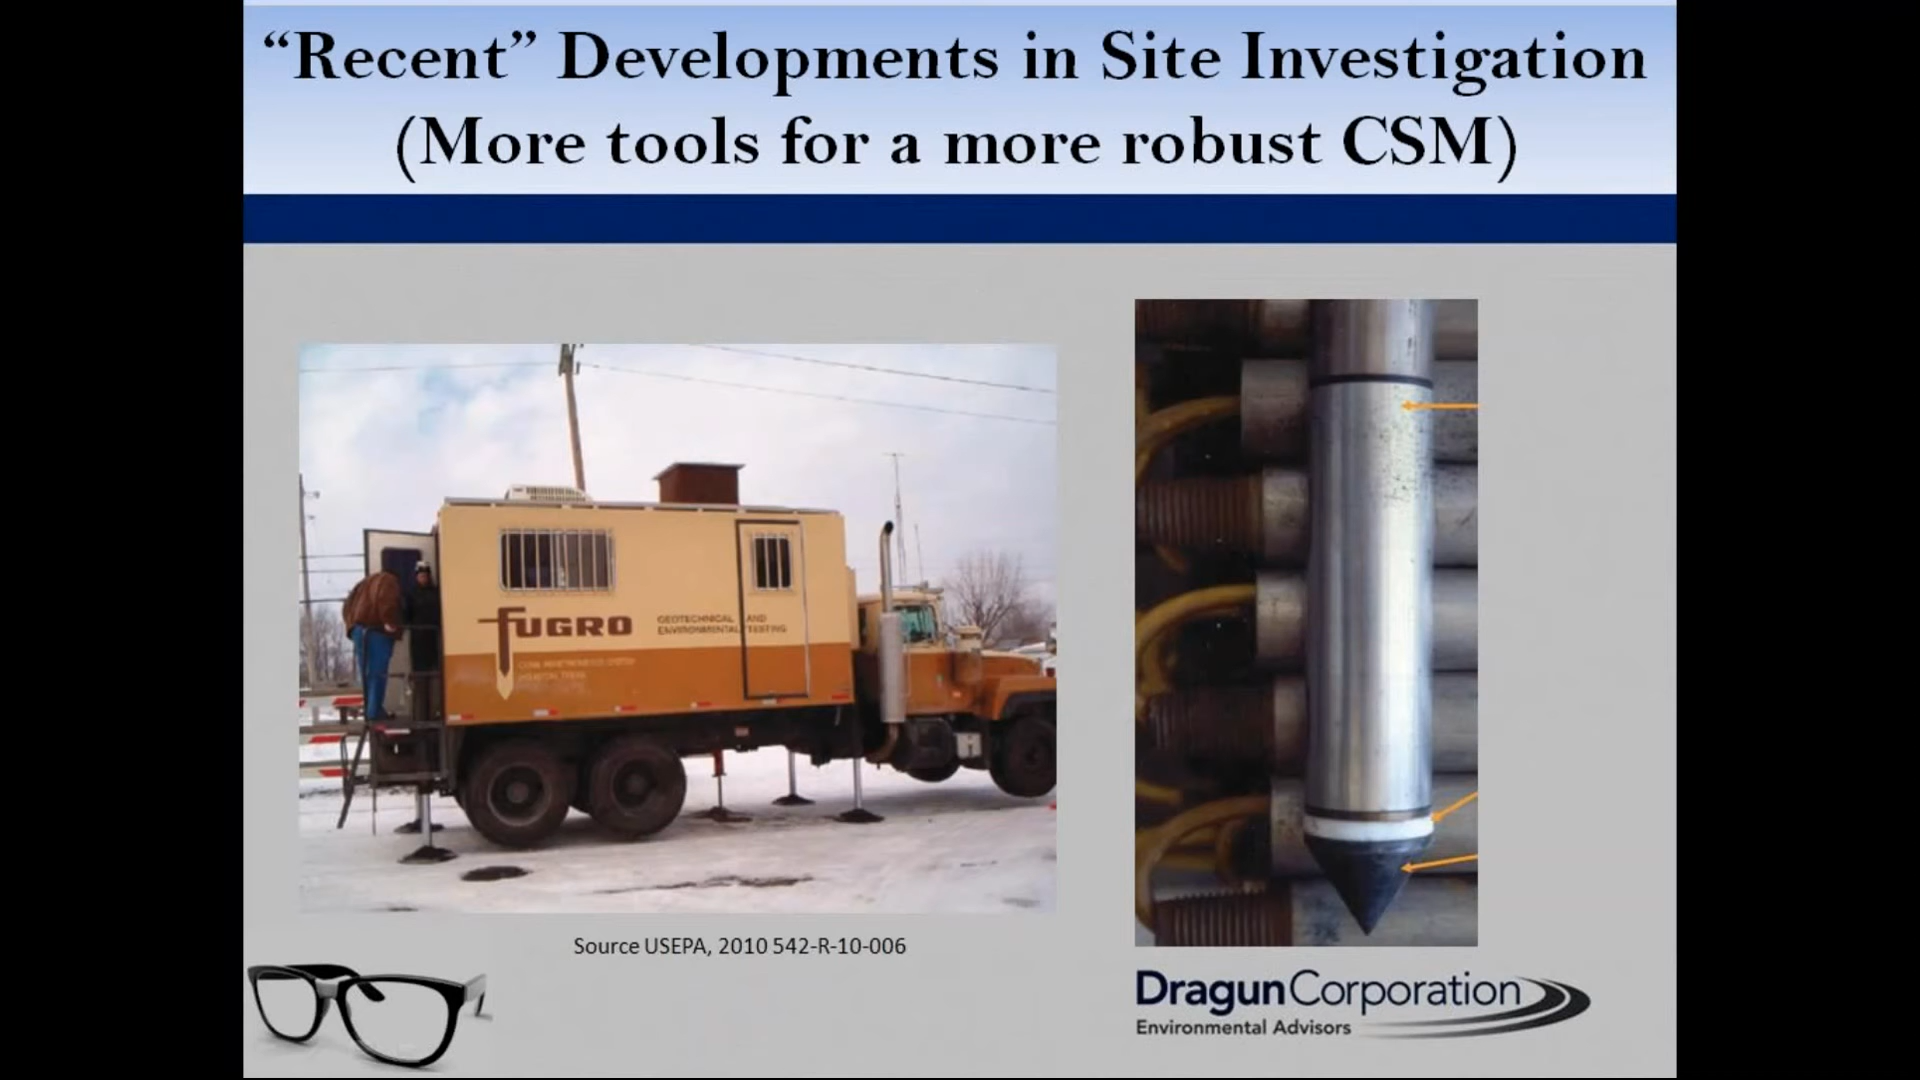 “Recent” Developments in Site Investigation
(More tools for a more robust CSM)
FUGRO
GEOTECHNICAL AND
ENVIRONMENTAL TESTING
Source USEPA, 2010 542-R-10-006
DragunCorporation
Environmental Advisors